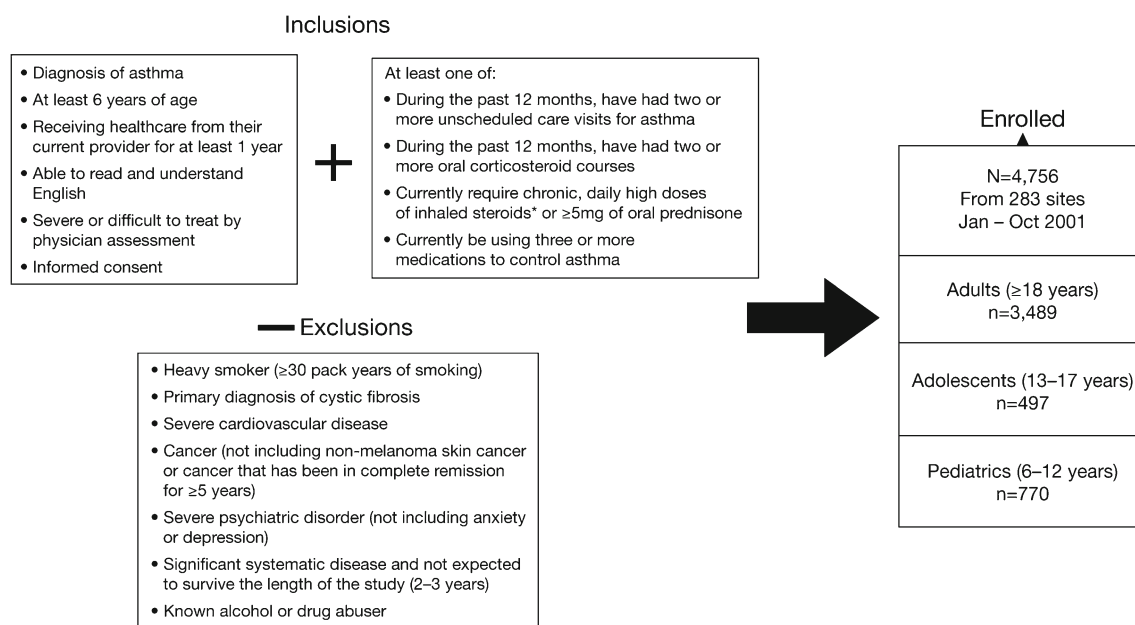 Inclusions
• Diagnosis of asthma
• At least 6 years of age
• Receiving healthcare from their
current provider for at least 1 year
• Able to read and understand
English
• Severe or difficult to treat by
physician assessment
• Informed consent
+
At least one of:
• During the past 12 months, have had two or
more unscheduled care visits for asthma
• During the past 12 months, have had two or
more oral corticosteroid courses
• Currently require chronic, daily high doses
of inhaled steroids* or ≥5mg of oral prednisone
• Currently be using three or more
medications to control asthma
— Exclusions
• Heavy smoker (≥30 pack years of smoking)
• Primary diagnosis of cystic fibrosis
• Severe cardiovascular disease
• Cancer (not including non-melanoma skin cancer
or cancer that has been in complete remission
for ≥5 years)
• Severe psychiatric disorder (not including anxiety
or depression)
• Significant systematic disease and not expected
to survive the length of the study (2–3 years)
• Known alcohol or drug abuser
Enrolled
N=4,756
From 283 sites
Jan – Oct 2001
Adults (≥18 years)
n=3,489
Adolescents (13–17 years)
n=497
Pediatrics (6–12 years)
n=770